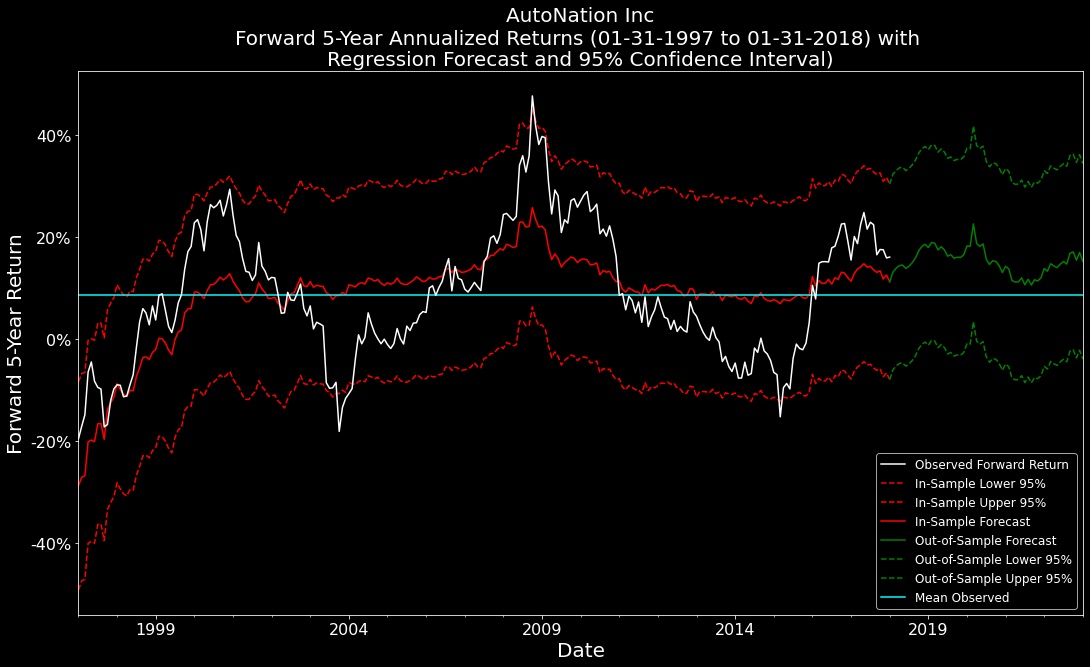 AutoNation Inc
Forward 5-Year Annualized Returns (01-31-1997 to 01-31-2018) with
Regression Forecast and 95% Confidence Interval)
Forward 5-Year Return
40%
20%
0%
-20%
-40%
Observed Forward Return
In-Sample Lower 95%
In-Sample Upper 95%
In-Sample Forecast
Out-of-Sample Forecast
Out-of-Sample Lower 95%
Out-of-Sample Upper 95%
Mean Observed
1999 2004 2009 2014 2019
Date